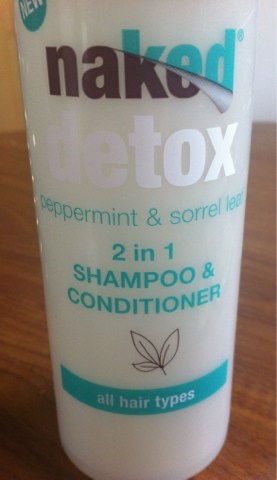 NEW
naked®
detox
peppermint & sorrel leaf
2 in 1
SHAMPOO &
CONDITIONER
all hair types